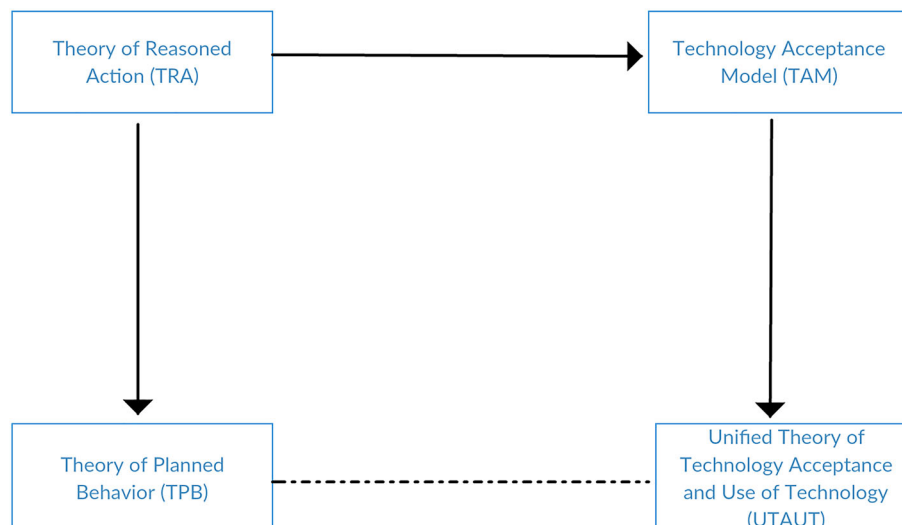 Theory of Reasoned
Action (TRA)
Technology Acceptance
Model (TAM)
Theory of Planned
Behavior (TPB)
Unified Theory of
Technology Acceptance
and Use of Technology
(UTAUT)